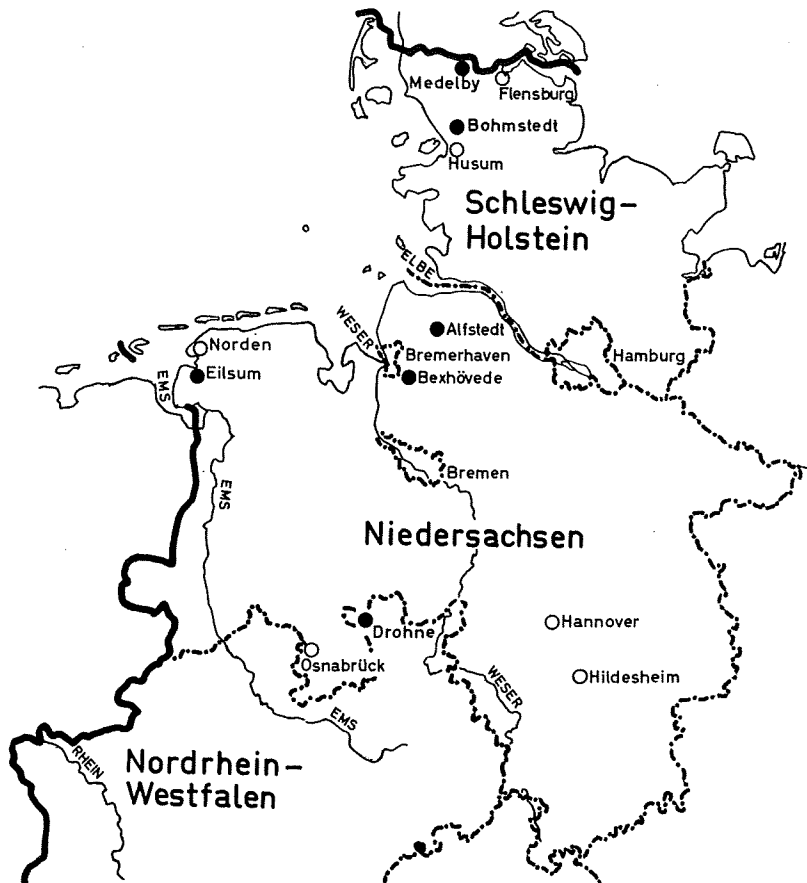 Medelby
Flensburg
Bohmstedt
Husum
Schleswig-
Holstein
ELBE
WESER
Alfstedt
Norden
Bremerhaven
Hamburg
Eilsum
EMS
Bexhövede
Bremen
EMS
Niedersachsen
Drohne
Hannover
Osnabrück
Hildesheim
WESER
EMS
RHEIN
Nordrhein-
Westfalen